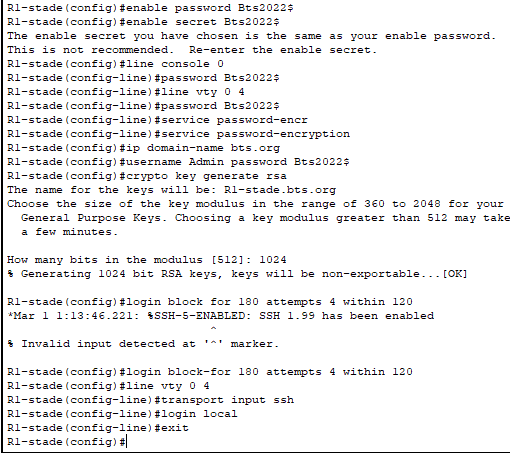 R1-stade(config)#enable password Bts2022$
R1-stade(config)#enable secret Bts2022$
The enable secret you have chosen is the same as your enable password.
This is not recommended.  Re-enter the enable secret.
R1-stade(config)#line console 0
R1-stade(config-line)#password Bts2022$
R1-stade(config-line)#line vty 0 4
R1-stade(config-line)#password Bts2022$
R1-stade(config-line)#service password-encr
R1-stade(config-line)#service password-encryption
R1-stade(config)#ip domain-name bts.org
R1-stade(config)#username Admin password Bts2022$
R1-stade(config)#crypto key generate rsa
The name for the keys will be: R1-stade.bts.org
Choose the size of the key modulus in the range of 360 to 2048 for your
  General Purpose Keys. Choosing a key modulus greater than 512 may take
  a few minutes.

How many bits in the modulus [512]: 1024
% Generating 1024 bit RSA keys, keys will be non-exportable...[OK]

R1-stade(config)#login block for 180 attempts 4 within 120
*Mar 1 1:13:46.221: %SSH-5-ENABLED: SSH 1.99 has been enabled
                              ^
% Invalid input detected at '^' marker.

R1-stade(config)#login block-for 180 attempts 4 within 120
R1-stade(config)#line vty 0 4
R1-stade(config-line)#transport input ssh
R1-stade(config-line)#login local
R1-stade(config-line)#exit
R1-stade(config)#